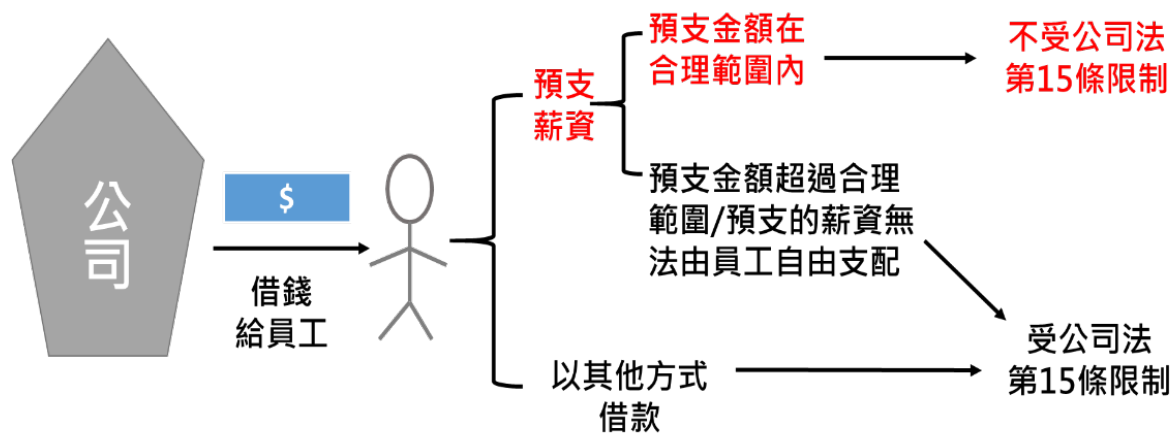 公
司
$
借錢
給員工
預支
薪資
預支金額在
合理範圍內
不受公司法
第15條限制
預支金額超過合理
範圍/預支的薪資無
法由員工自由支配
以其他方式
借款
受公司法
第15條限制